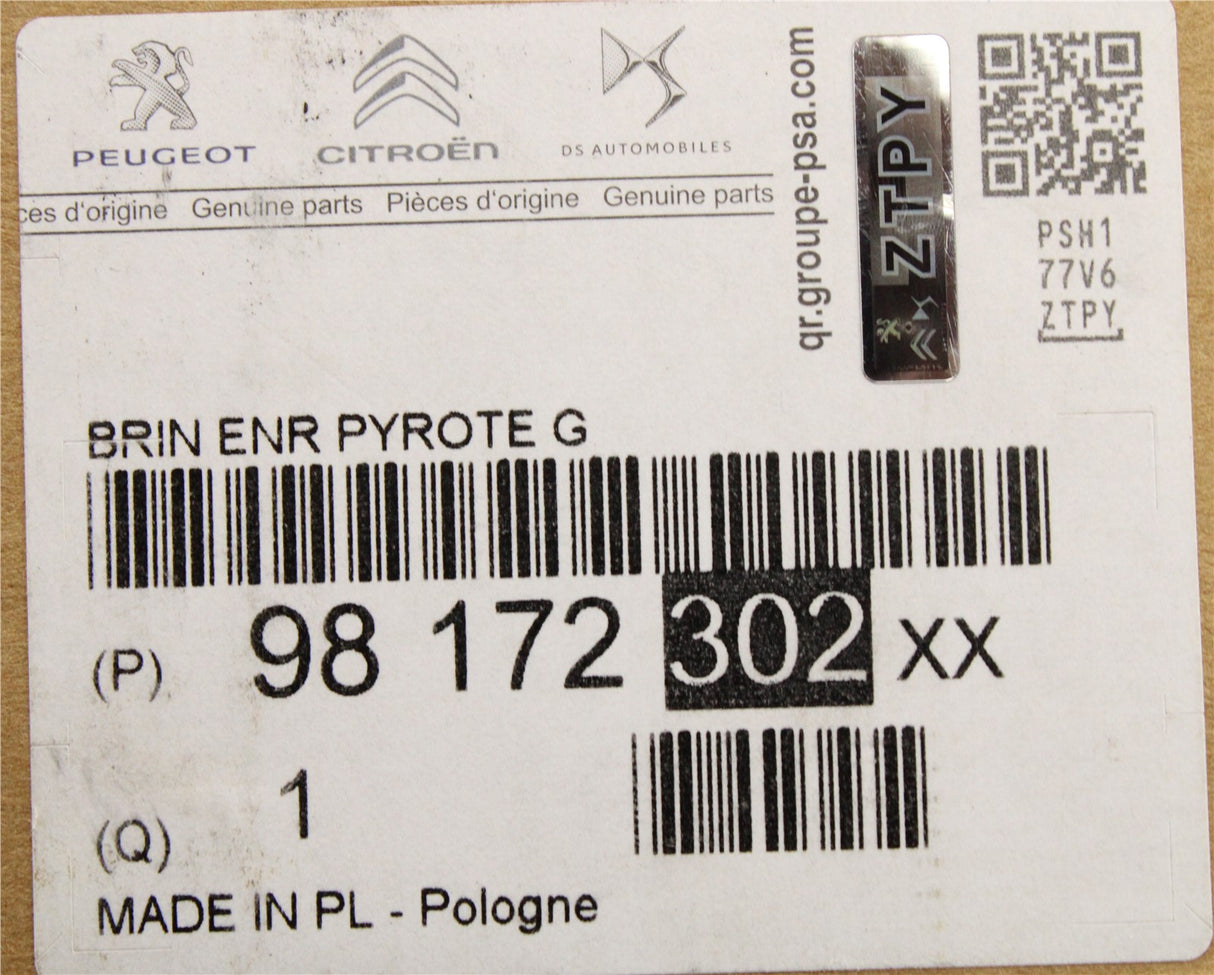 PEUGEOT CITROËN DS AUTOMOBILES
ces d'origine Genuine parts Pièces d'origine Genuine parts
qr.groupe-psa.com
ZTPY
PSH1
77V6
ZTPY
BRIN ENR PYROTE G
(P) 98 172 302 XX
(Q) 1
MADE IN PL - Pologne